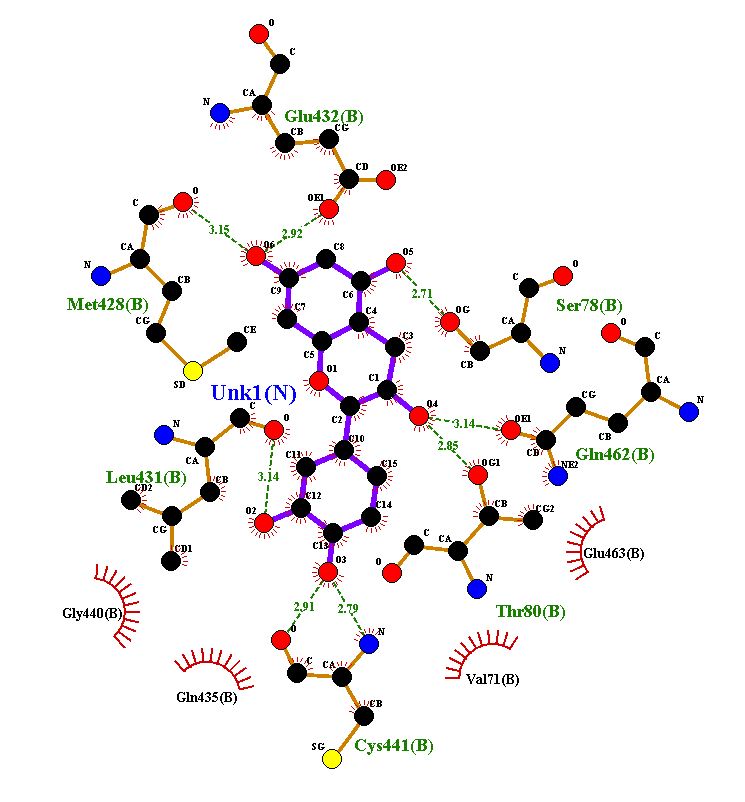 O
C
CA
N
Glu432(B)
CB
CG
CD
OE2
OE1
O
C
3.15
2.92
O6
CA
N
CB
Met428(B)
CG
CE
SD
C8
O5
C9
C6
2.71
C7
C4
OG
C5
C3
O1
C1
C2
O4
C
O
Ser78(B)
CA
CB
N
O
C
CA
CG
N
CB
Unk1(N)
C
O
N
CA
Leu431(B)
CB
CD2
CG
CD1
3.14
C10
C11
C15
C12
C14
O2
C13
O3
3.14
OE1
2.85
CB
NE2
Gln462(B)
OG1
CB
CG2
C
CA
O
N
Thr80(B)
Glu463(B)
Gly440(B)
2.91
2.79
Gln435(B)
O
N
C
CA
CB
SG
Cys441(B)
Val71(B)